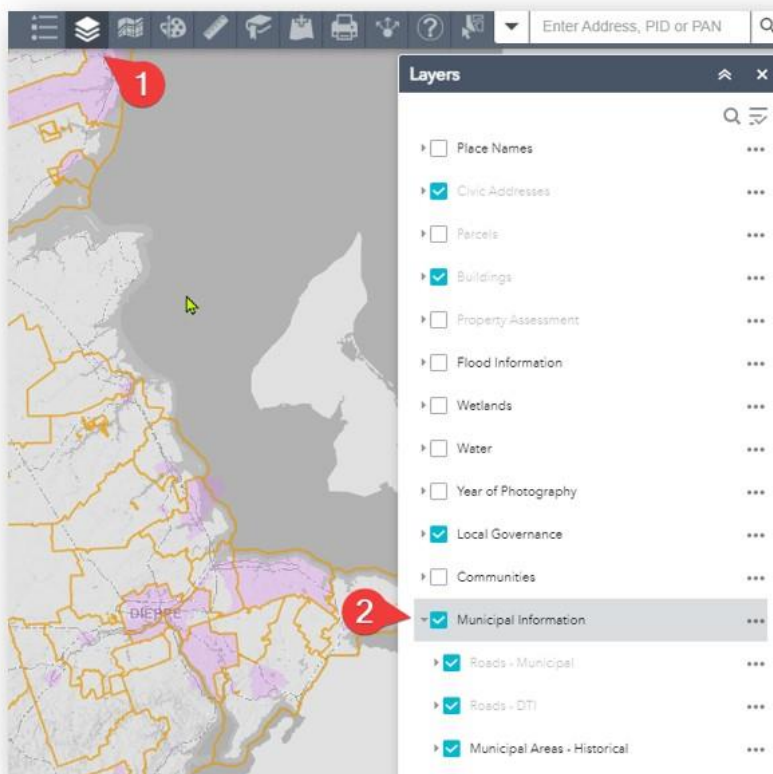 Enter Address, PID or PAN
1
Layers
Place Names
Civic Addresses
Parcels
Buildings
Property Assessment
Flood Information
Wetlands
Water
Year of Photography
Local Governance
Communities
DIEPPE
2
Municipal Information
Roads - Municipal
Roads - DTI
Municipal Areas - Historical